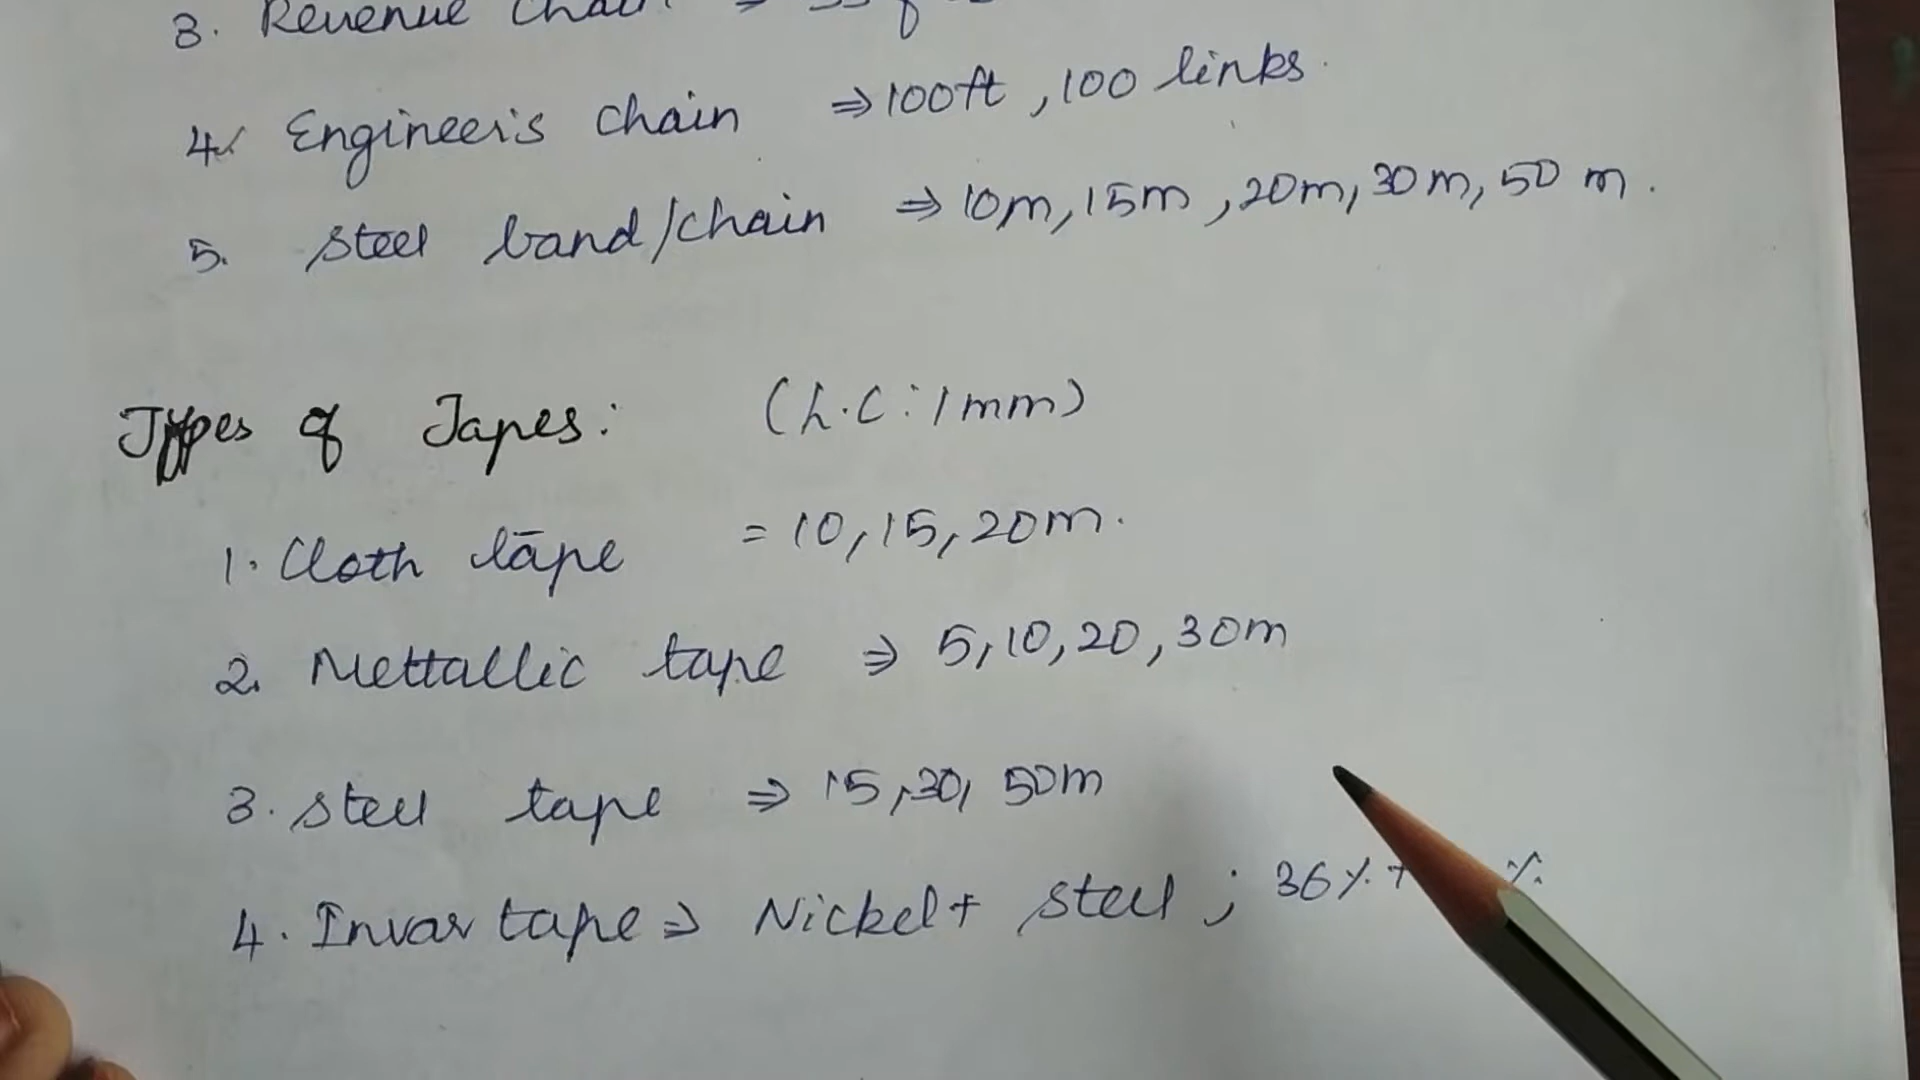 3. Revenue chain ⇒ 33 f
4. Engineer's chain ⇒ 100ft , 100 links.
5. steel band/chain ⇒ 10m, 15m , 20m, 30m, 50 m.
Types of Tapes: (L.C : 1mm)
1. Cloth tape = 10, 15, 20m.
2. Mettallic tape ⇒ 5, 10, 20, 30m
3. steel tape ⇒ 15, 30, 50m
4. Invar tape ⇒ Nickel + steel ; 36% + %